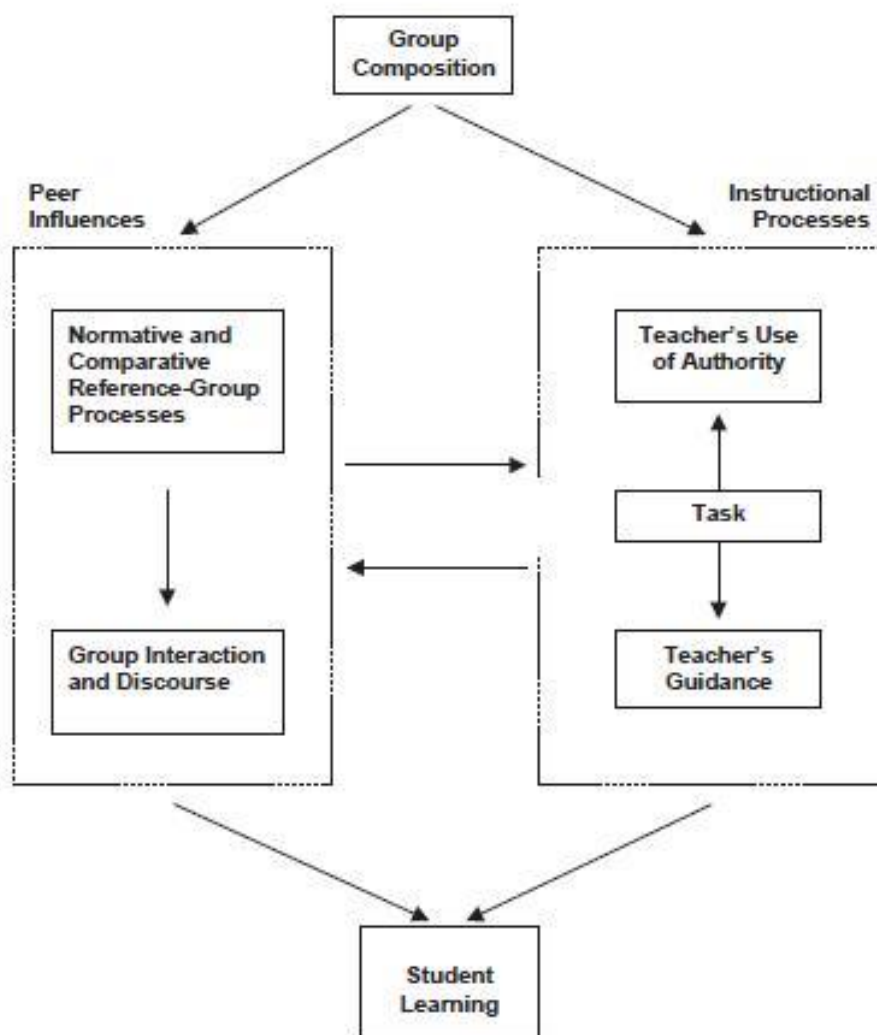 Group
Composition
Peer
Influences
Instructional
Processes
Normative and
Comparative
Reference-Group
Processes
Teacher's Use
of Authority
Task
Group Interaction
and Discourse
Teacher's
Guidance
Student
Learning